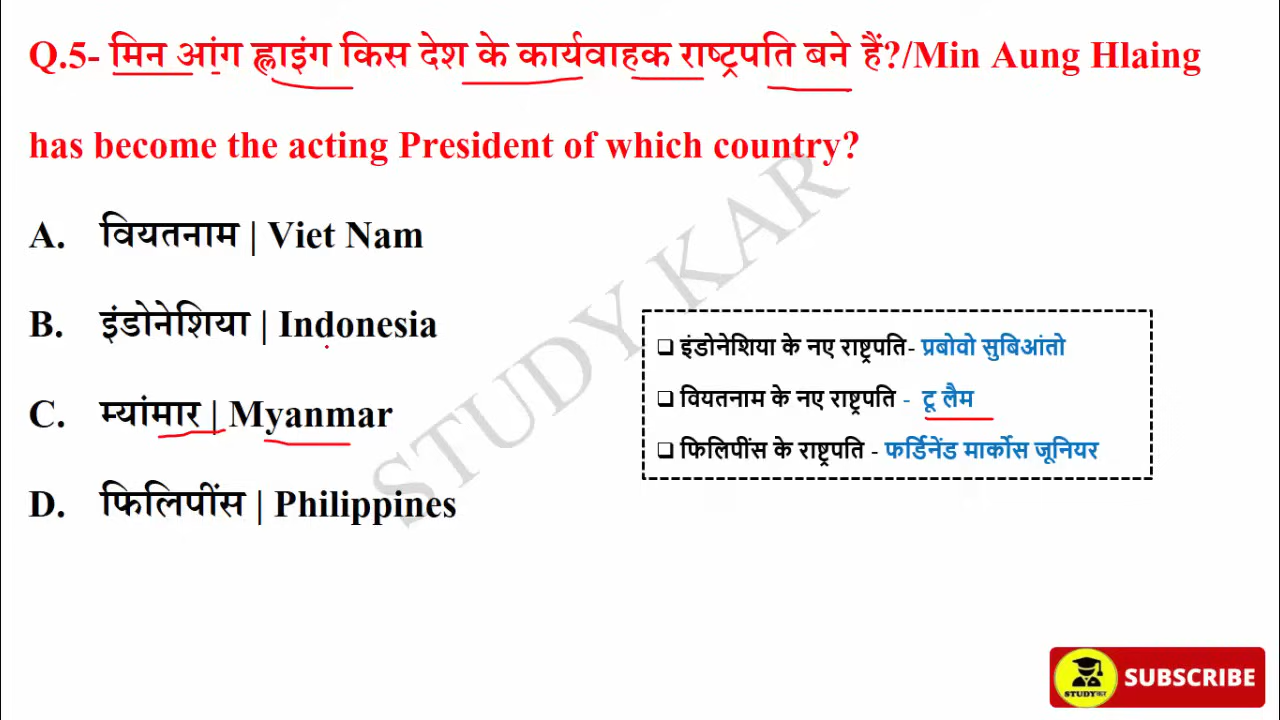 Q.5- मिन आंग ह्लाइंग किस देश के कार्यवाहक राष्ट्रपति बने हैं?/Min Aung Hlaing
has become the acting President of which country?
A. वियतनाम | Viet Nam
B. इंडोनेशिया | Indonesia
C. म्यांमार | Myanmar
D. फिलिपींस | Philippines
❑ इंडोनेशिया के नए राष्ट्रपति- प्रबोवो सुबिआंतो
❑ वियतनाम के नए राष्ट्रपति - टू लैम
❑ फिलिपींस के राष्ट्रपति - फर्डिनेंड मार्कोस जूनियर
STUDY KAR
SUBSCRIBE